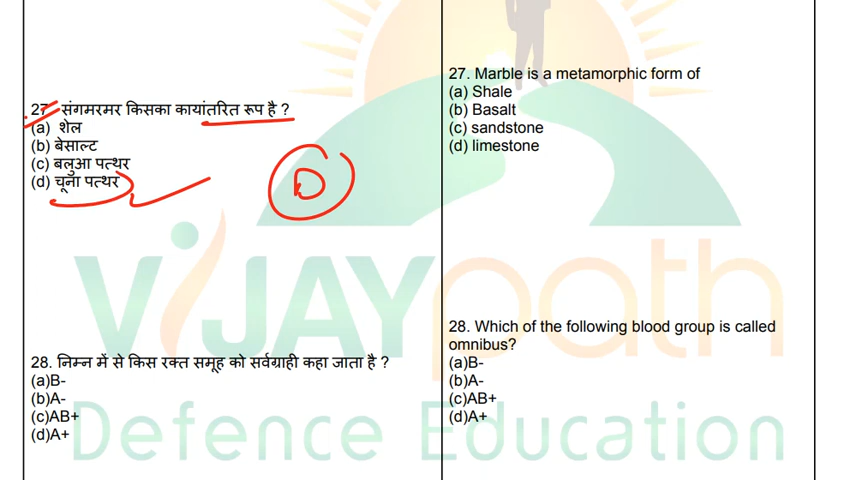 27. संगमरमर किसका कायांतरित रूप है ?
(a) शेल
(b) बेसाल्ट
(c) बलुआ पत्थर
(d) चूना पत्थर
D
28. निम्न में से किस रक्त समूह को सर्वग्राही कहा जाता है ?
(a)B-
(b)A-
(c)AB+
(d)A+
27. Marble is a metamorphic form of
(a) Shale
(b) Basalt
(c) sandstone
(d) limestone
28. Which of the following blood group is called
omnibus?
(a)B-
(b)A-
(c)AB+
(d)A+
ViJAYpath
Defence Education